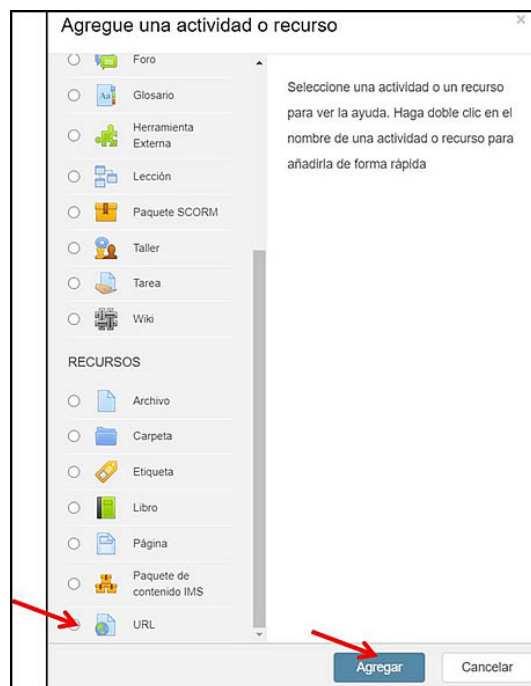 Agregue una actividad o recurso
×
Foro
Glosario
Herramienta
Externa
Lección
Paquete SCORM
Taller
Tarea
Wiki
RECURSOS
Archivo
Carpeta
Etiqueta
Libro
Página
Paquete de
contenido IMS
URL
Seleccione una actividad o un recurso
para ver la ayuda. Haga doble clic en el
nombre de una actividad o recurso para
añadirla de forma rápida
Agregar
Cancelar